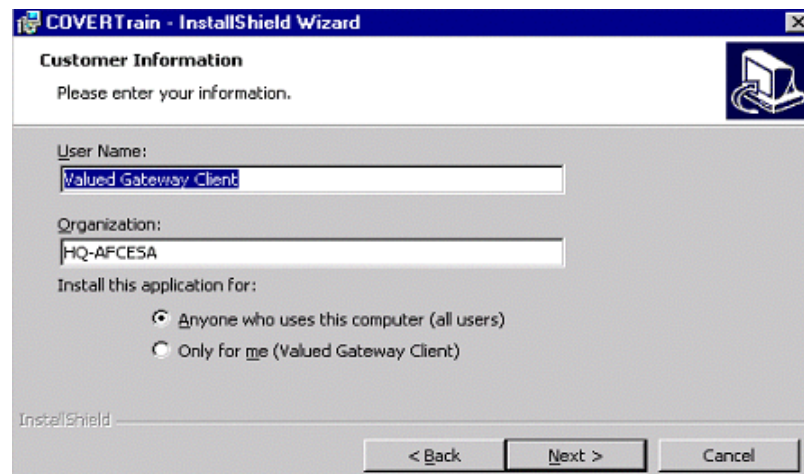 COVERTrain - InstallShield Wizard
Customer Information
Please enter your information.
User Name:
Valued Gateway Client
Organization:
HQ-AFCESA
Install this application for:
Anyone who uses this computer (all users)
Only for me (Valued Gateway Client)
InstallShield
< Back Next > Cancel